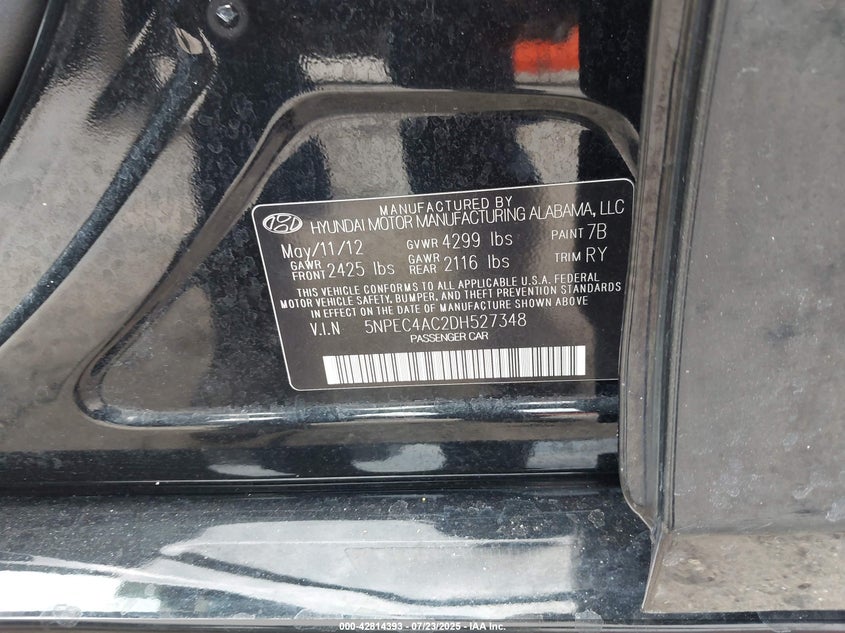 MANUFACTURED BY
HYUNDAI MOTOR MANUFACTURING ALABAMA, LLC
May/11/12 GVWR 4299 lbs PAINT 7B
GAWR FRONT 2425 lbs GAWR REAR 2116 lbs TRIM RY
THIS VEHICLE CONFORMS TO ALL APPLICABLE U.S.A. FEDERAL
MOTOR VEHICLE SAFETY, BUMPER, AND THEFT PREVENTION STANDARDS
IN EFFECT ON THE DATE OF MANUFACTURE SHOWN ABOVE
V.I.N 5NPEC4AC2DH527348
PASSENGER CAR
000-42814393 - 07/23/2025 - IAA Inc.